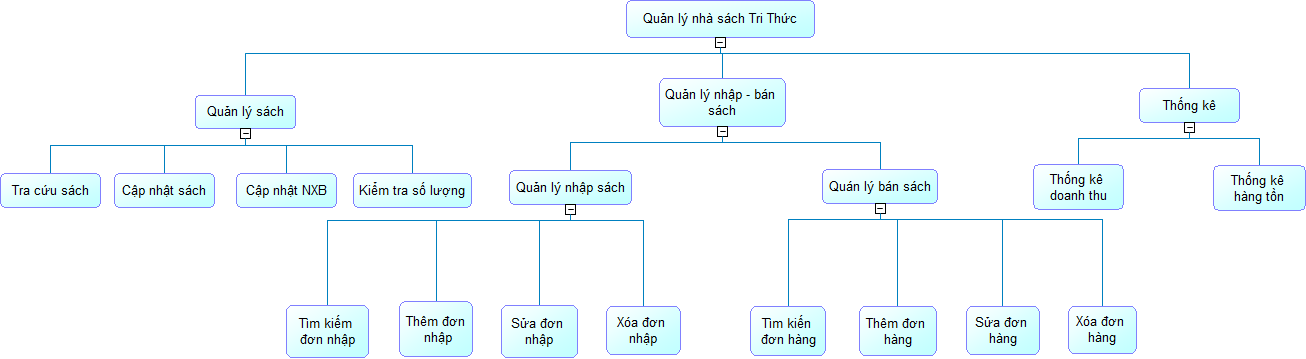 Quản lý nhà sách Tri Thức
Quản lý sách
Quản lý nhập - bán
sách
Thống kê
Tra cứu sách
Cập nhật sách
Cập nhật NXB
Kiểm tra số lượng
Quản lý nhập sách
Quán lý bán sách
Thống kê
doanh thu
Thống kê
hàng tồn
Tìm kiếm
đơn nhập
Thêm đơn
nhập
Sửa đơn
nhập
Xóa đơn
nhập
Tìm kiến
đơn hàng
Thêm đơn
hàng
Sửa đơn
hàng
Xóa đơn
hàng